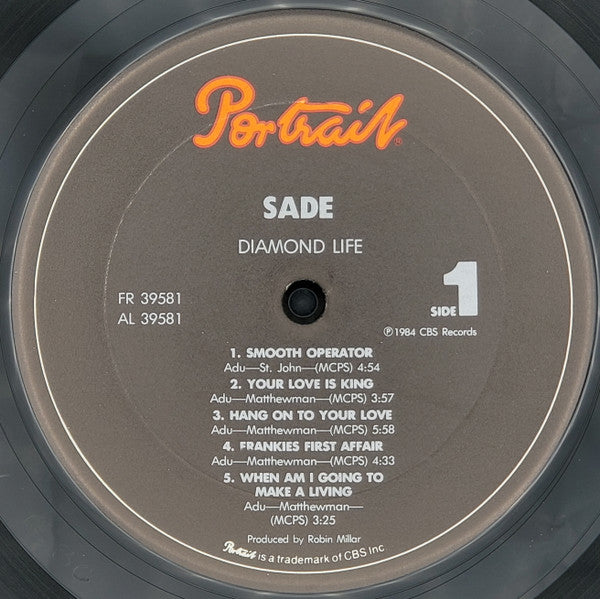 Portrait®
SADE
DIAMOND LIFE
FR 39581
AL 39581
SIDE 1
℗1984 CBS Records
1. SMOOTH OPERATOR
Adu—St. John—(MCPS) 4:54
2. YOUR LOVE IS KING
Adu—Matthewman—(MCPS) 3:57
3. HANG ON TO YOUR LOVE
Adu—Matthewman—(MCPS) 5:58
4. FRANKIES FIRST AFFAIR
Adu—Matthewman—(MCPS) 4:33
5. WHEN AM I GOING TO
MAKE A LIVING
Adu—Matthewman—
(MCPS) 3:25
Produced by Robin Millar
Portrait is a trademark of CBS Inc